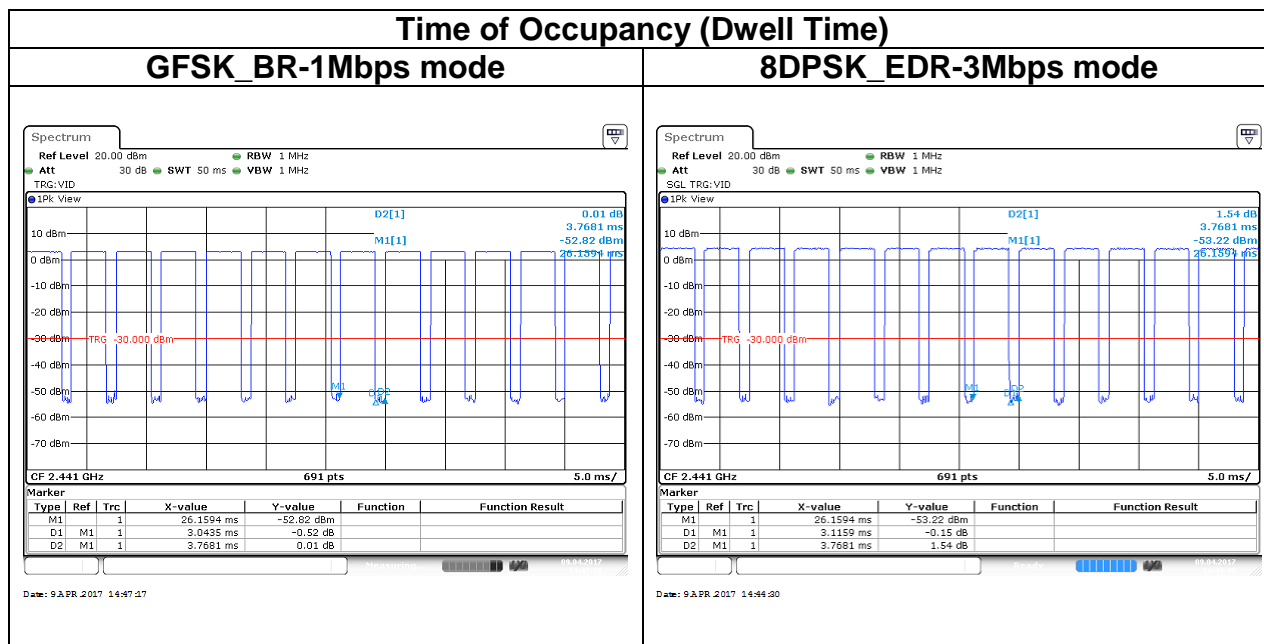 Time of Occupancy (Dwell Time)
GFSK_BR-1Mbps mode
8DPSK_EDR-3Mbps mode
Spectrum
Ref Level 20.00 dBm RBW 1 MHz
Att 30 dB SWT 50 ms VBW 1 MHz
TRG:VID
1Pk View
D2[1] 0.01 dB
3.7681 ms
M1[1] -52.82 dBm
26.1594 ms
10 dBm
0 dBm
-10 dBm
-20 dBm
-30 dBm
TRG -30.000 dBm
-40 dBm
-50 dBm
M1
D2
-60 dBm
-70 dBm
CF 2.441 GHz 691 pts 5.0 ms/
Marker
Type Ref Trc X-value Y-value Function Function Result
M1 1 26.1594 ms -52.82 dBm
D1 M1 1 3.0435 ms -0.52 dB
D2 M1 1 3.7681 ms 0.01 dB
Measuring 09.04.2017
Date: 9.APR.2017 14:47:17
Spectrum
Ref Level 20.00 dBm RBW 1 MHz
Att 30 dB SWT 50 ms VBW 1 MHz
SGL TRG:VID
1Pk View
D2[1] 1.54 dB
3.7681 ms
M1[1] -53.22 dBm
26.1594 ms
10 dBm
0 dBm
-10 dBm
-20 dBm
-30 dBm
TRG -30.000 dBm
-40 dBm
-50 dBm
M1
D2
-60 dBm
-70 dBm
CF 2.441 GHz 691 pts 5.0 ms/
Marker
Type Ref Trc X-value Y-value Function Function Result
M1 1 26.1594 ms -53.22 dBm
D1 M1 1 3.1159 ms -0.15 dB
D2 M1 1 3.7681 ms 1.54 dB
Ready 09.04.2017
Date: 9.APR.2017 14:44:30